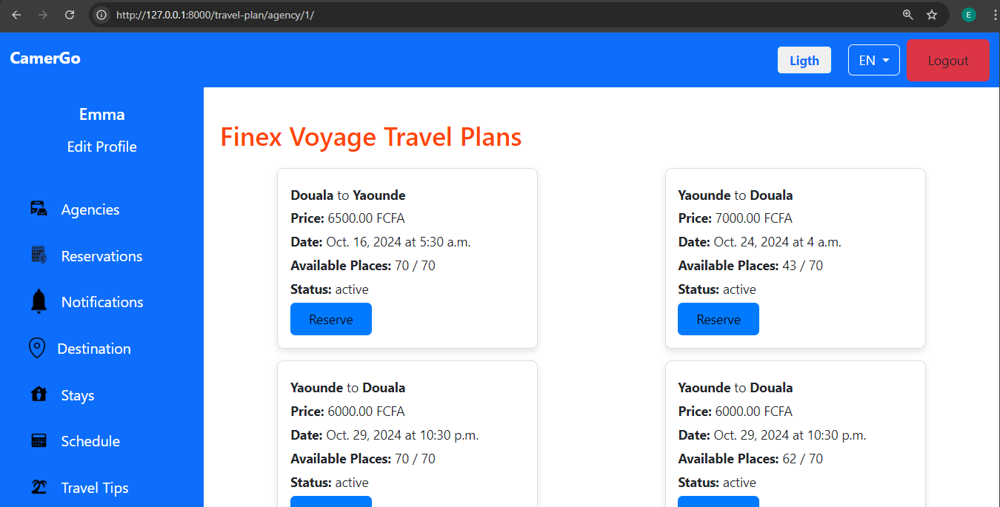 http://127.0.0.1:8000/travel-plan/agency/1/
E
CamerGo
Ligth
EN
Logout
Emma
Edit Profile
Agencies
Reservations
Notifications
Destination
Stays
Schedule
Travel Tips
Finex Voyage Travel Plans
Douala to Yaounde
Price: 6500.00 FCFA
Date: Oct. 16, 2024 at 5:30 a.m.
Available Places: 70 / 70
Status: active
Reserve
Yaounde to Douala
Price: 7000.00 FCFA
Date: Oct. 24, 2024 at 4 a.m.
Available Places: 43 / 70
Status: active
Reserve
Yaounde to Douala
Price: 6000.00 FCFA
Date: Oct. 29, 2024 at 10:30 p.m.
Available Places: 70 / 70
Status: active
Yaounde to Douala
Price: 6000.00 FCFA
Date: Oct. 29, 2024 at 10:30 p.m.
Available Places: 62 / 70
Status: active